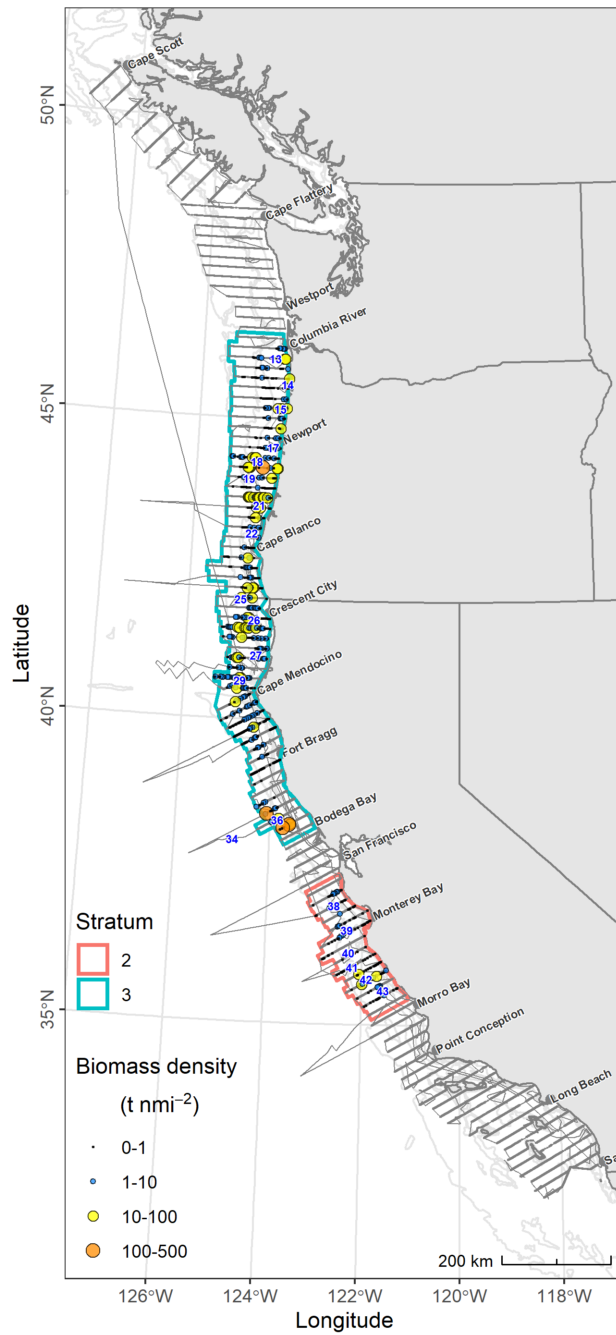 Cape Scott
50°N
Cape Flattery
Westport
Columbia River
13
14
45°N
15
Newport
17
18
19
21
Cape Blanco
22
25
Crescent City
26
27
Cape Mendocino
29
Latitude
40°N
Fort Bragg
Bodega Bay
36
34
San Francisco
38
Monterey Bay
39
40
41
42
43
Morro Bay
35°N
Point Conception
Long Beach
Sa
Stratum
2
3
Biomass density
(t nmi⁻²)
0-1
1-10
10-100
100-500
200 km
126°W
124°W
122°W
120°W
118°W
Longitude